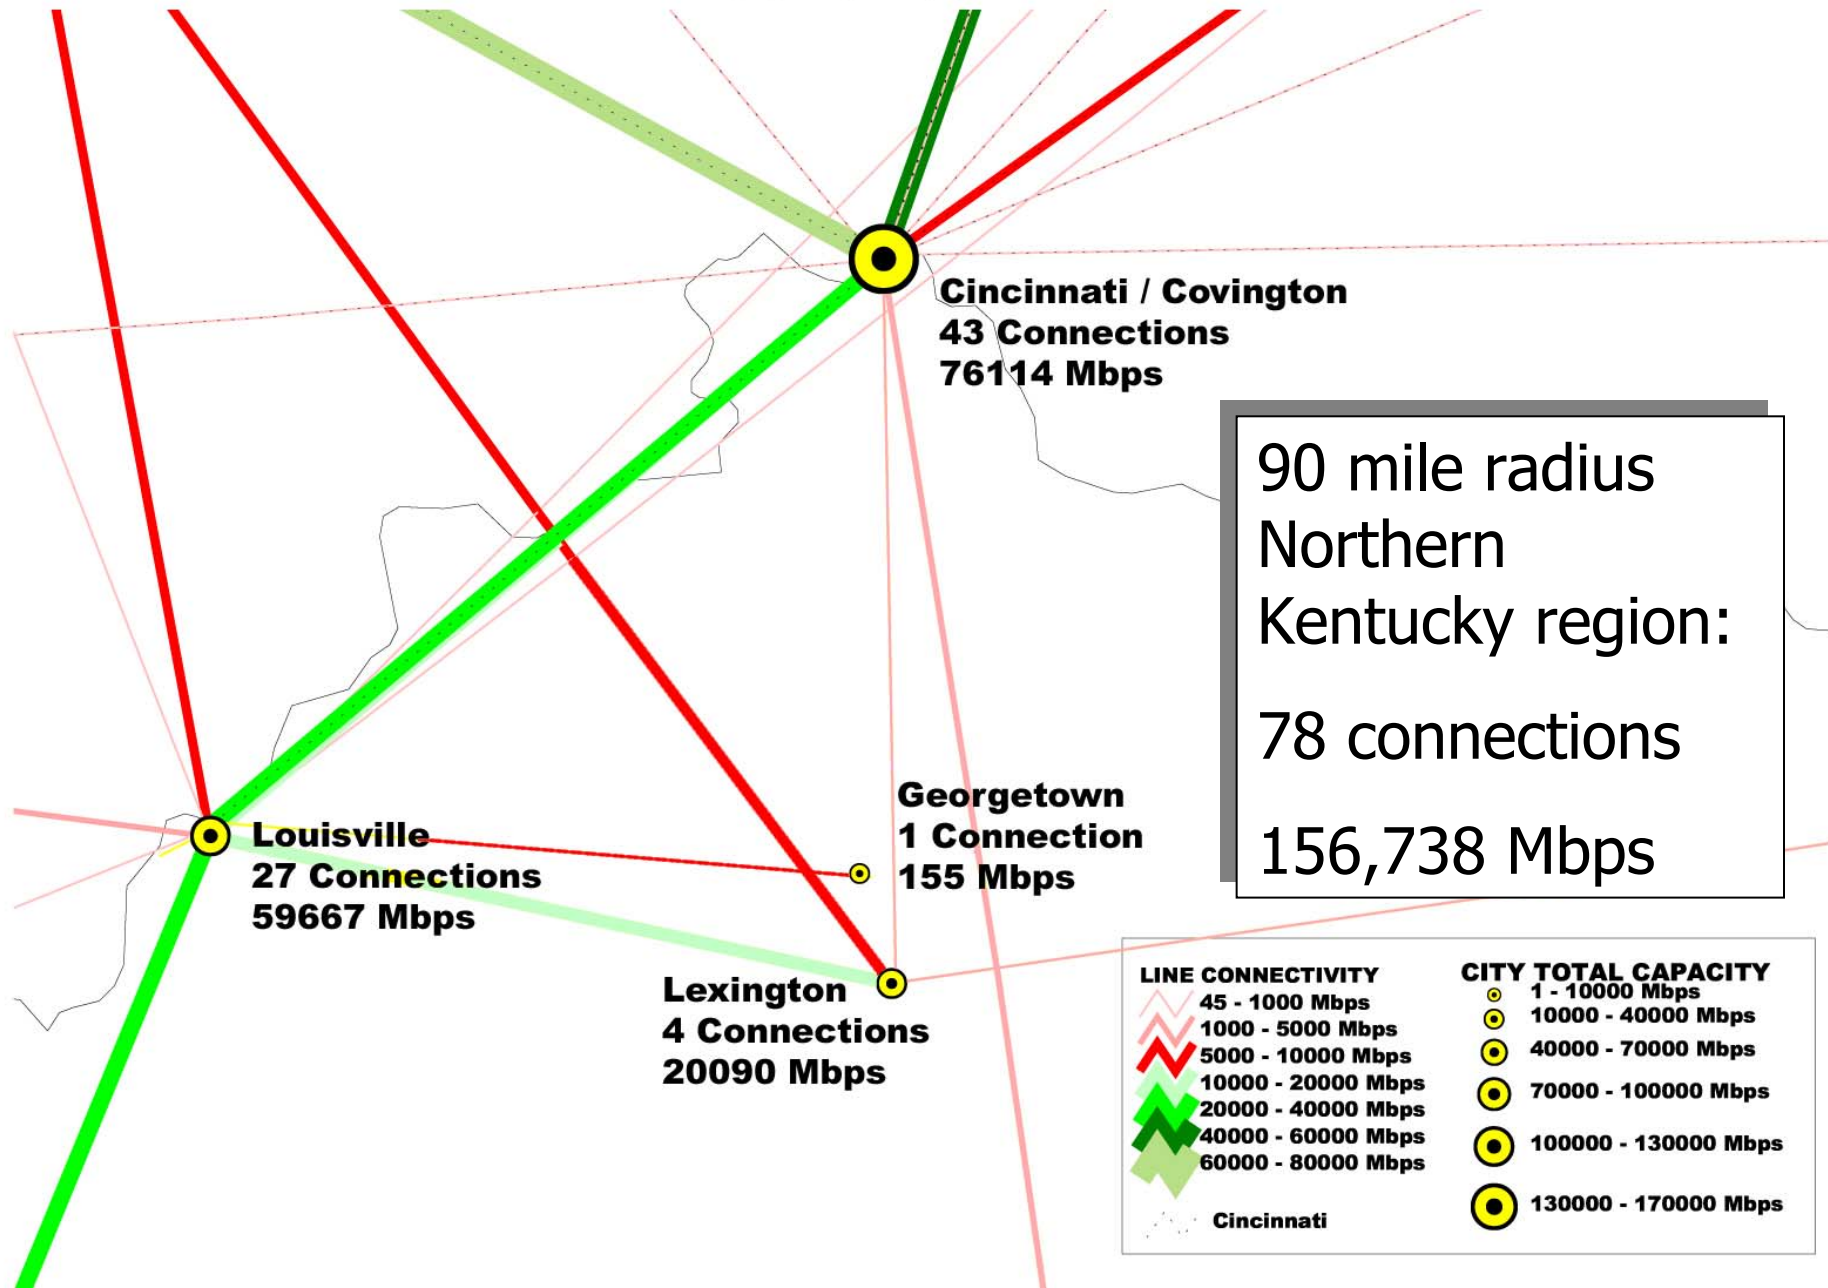 Cincinnati / Covington
43 Connections
76114 Mbps
90 mile radius
Northern
Kentucky region:
78 connections
156,738 Mbps
Georgetown
1 Connection
155 Mbps
Louisville
27 Connections
59667 Mbps
Lexington
4 Connections
20090 Mbps
LINE CONNECTIVITY
45 - 1000 Mbps
1000 - 5000 Mbps
5000 - 10000 Mbps
10000 - 20000 Mbps
20000 - 40000 Mbps
40000 - 60000 Mbps
60000 - 80000 Mbps
Cincinnati
CITY TOTAL CAPACITY
1 - 10000 Mbps
10000 - 40000 Mbps
40000 - 70000 Mbps
70000 - 100000 Mbps
100000 - 130000 Mbps
130000 - 170000 Mbps